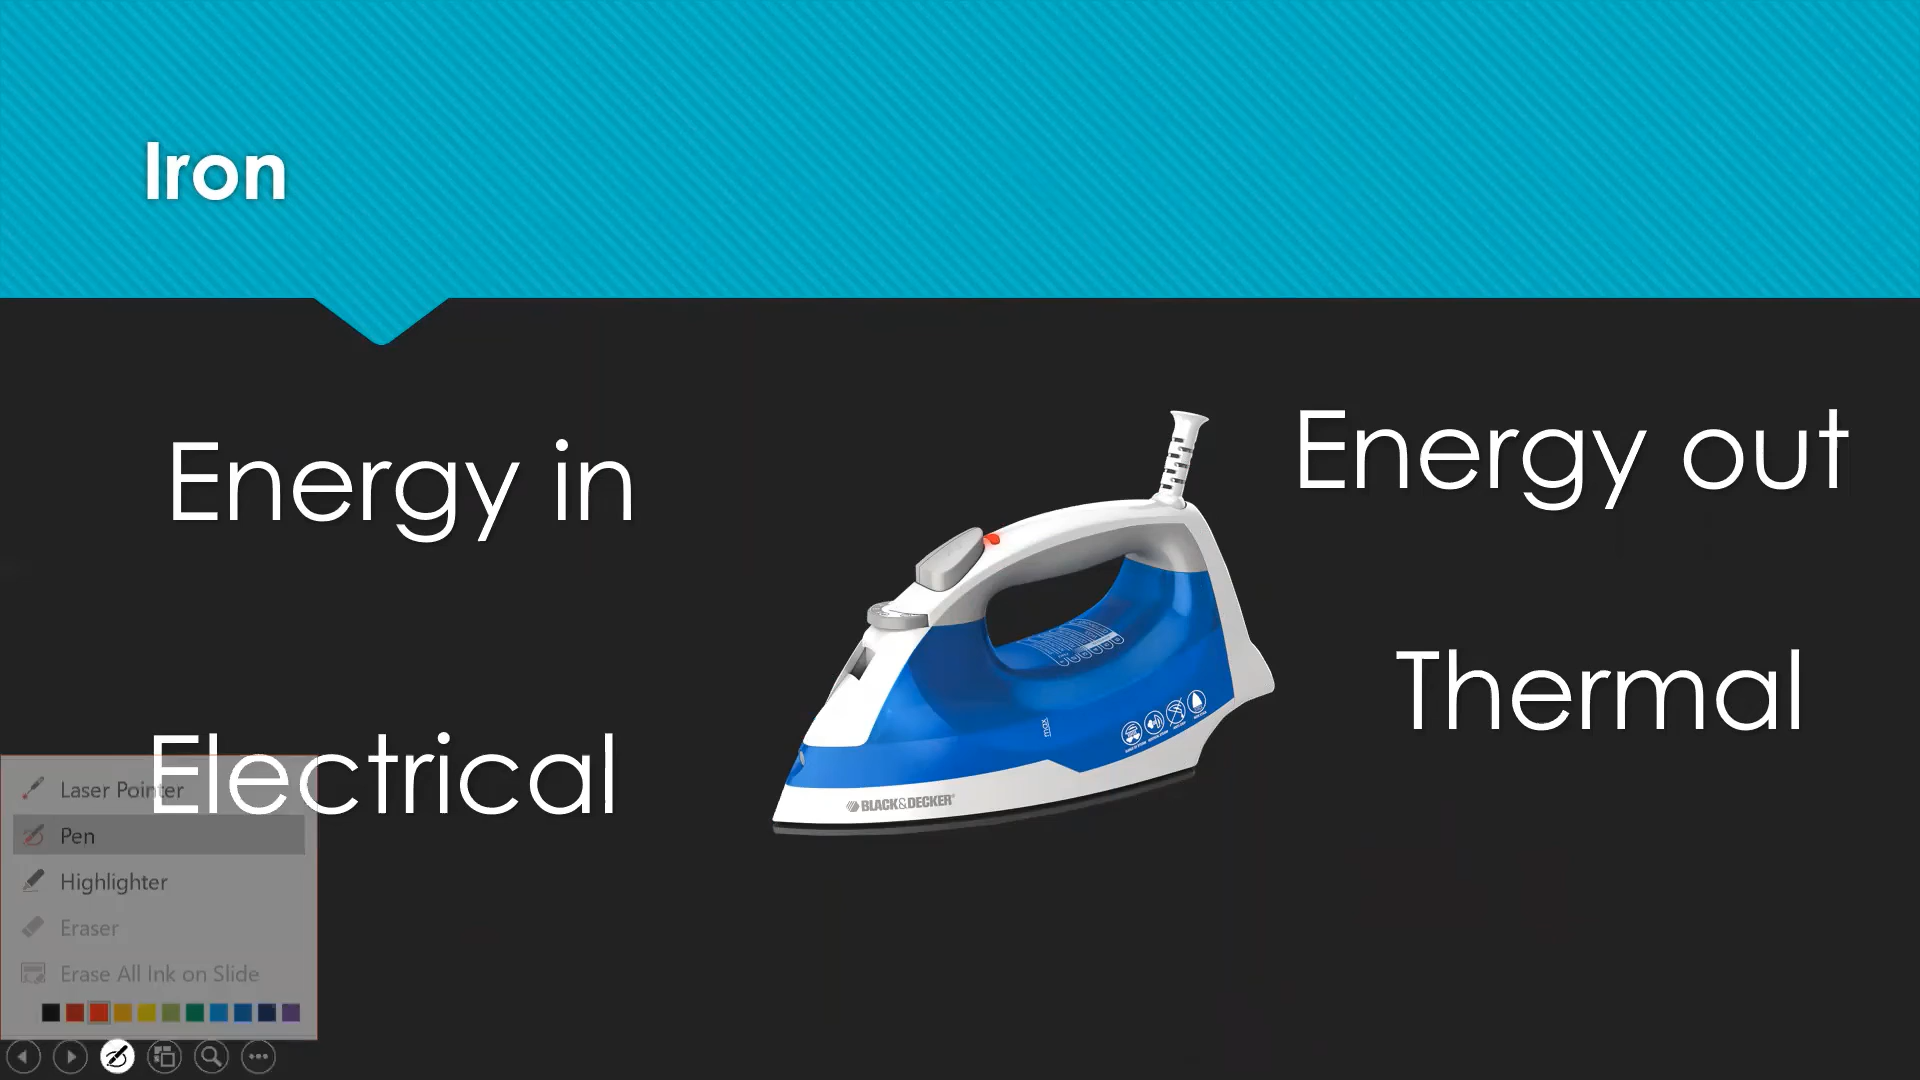 Iron
Energy in
Energy out
Thermal
Electrical
max
BLACK&DECKER®
Laser Pointer
Pen
Highlighter
Eraser
Erase All Ink on Slide